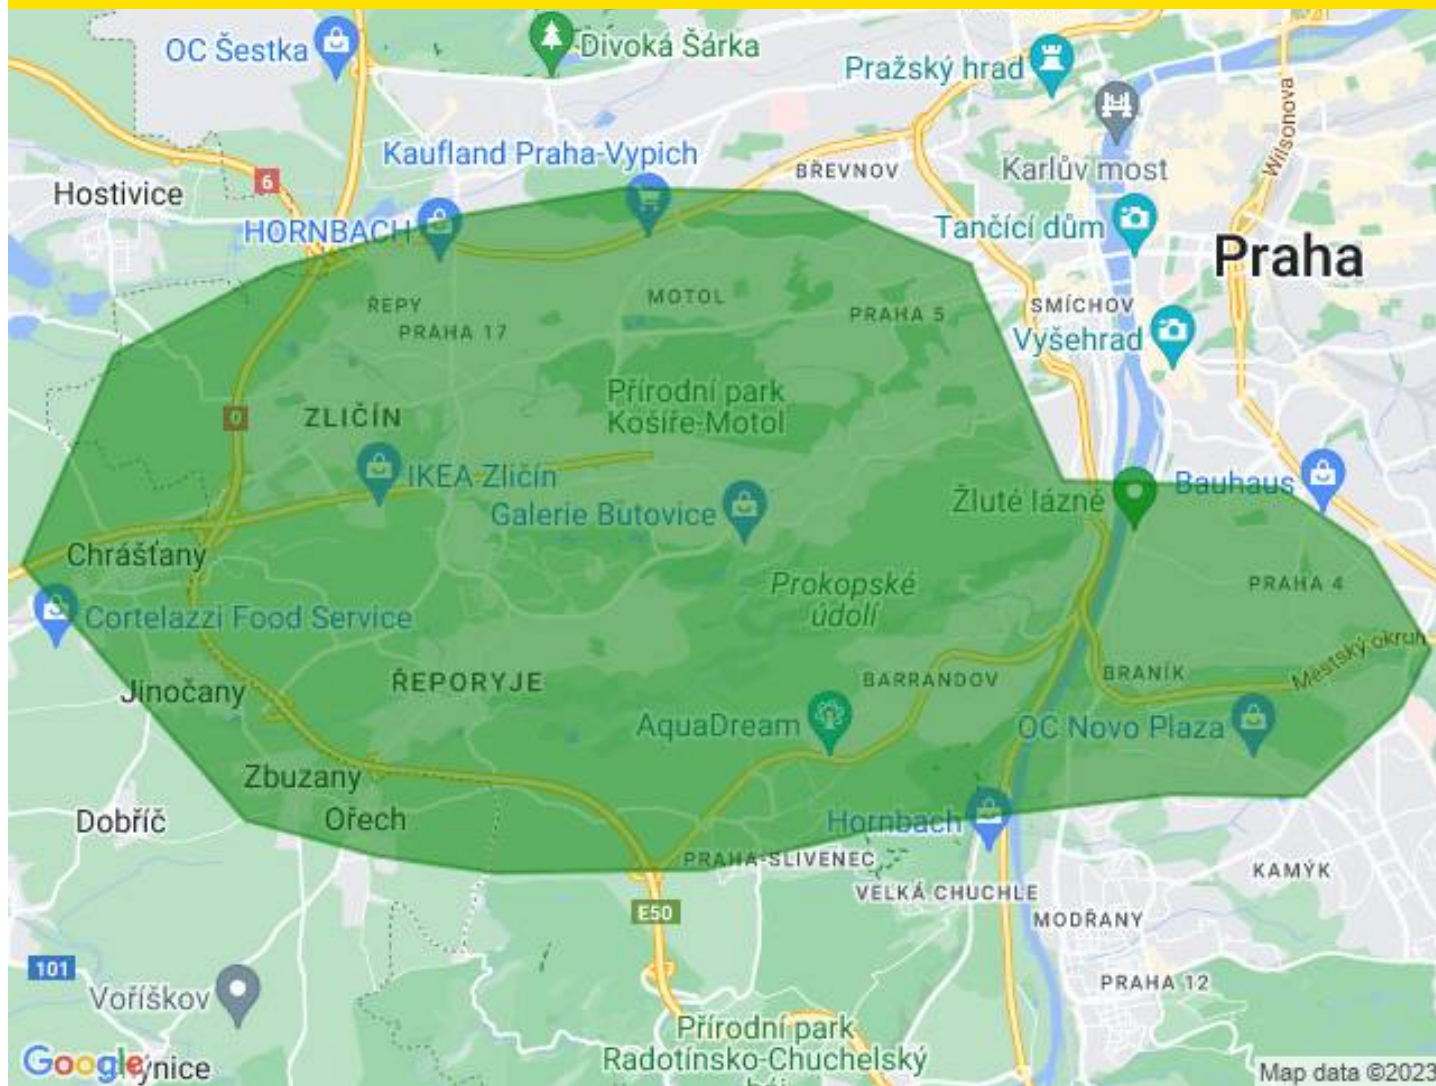 OC Šestka
Divoká Šárka
Pražský hrad
Wilsonova
Kaufland Praha-Vypich
BŘEVNOV
Karlův most
6
Hostivice
HORNBACH
Tančící dům
Praha
ŘEPY
MOTOL
SMÍCHOV
PRAHA 17
PRAHA 5
Vyšehrad
Přírodní park
Košíře-Motol
0
ZLIČÍN
IKEA Zličín
Galerie Butovice
Žluté lázně
Bauhaus
Chrášťany
Prokopské
údolí
PRAHA 4
Cortelazzi Food Service
Jinočany
ŘEPORYJE
BARRANDOV
BRANÍK
Městský okruh
AquaDream
OC Novo Plaza
Zbuzany
Dobříč
Ořech
Hornbach
PRAHA-SLIVENEC
VELKÁ CHUCHLE
KAMÝK
E50
MODŘANY
101
Voříškov
PRAHA 12
Přírodní park
Radotínsko-Chuchelský
háj
Google
ýnice
Map data ©2023